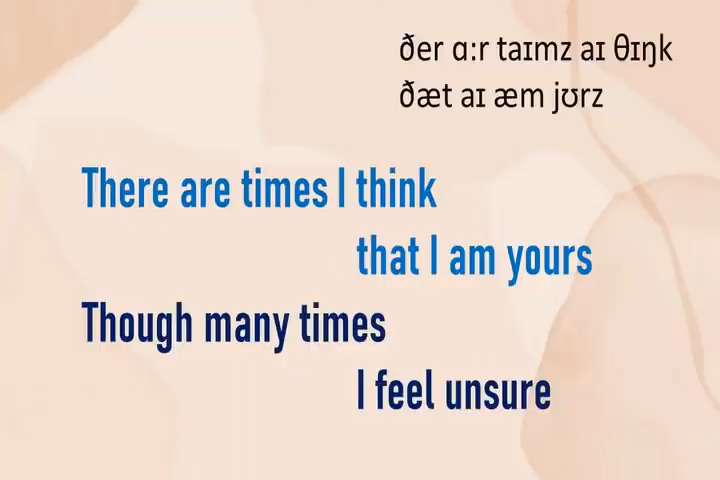 ðer ɑ:r taɪmz aɪ θɪŋk
ðæt aɪ æm jʊrz
There are times I think
that I am yours
Though many times
I feel unsure